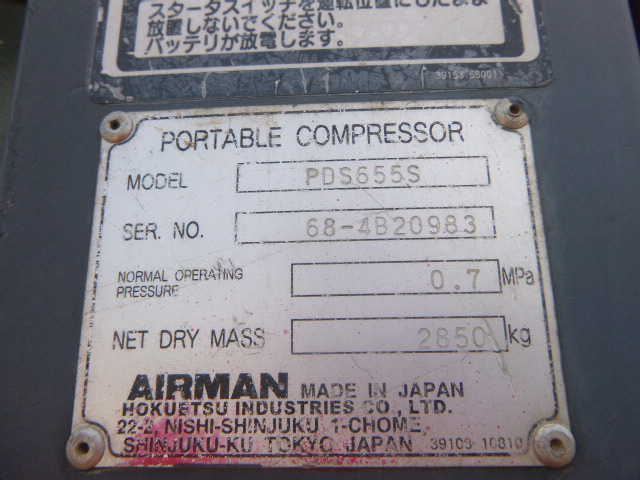 スタータスイッチを運転位置にしたまま
放置しないでください。
バッテリが放電します。
39153 58001
PORTABLE COMPRESSOR
MODEL PDS655S
SER. NO. 68-4B20983
NORMAL OPERATING
PRESSURE 0.7 MPa
NET DRY MASS 2850 kg
AIRMAN MADE IN JAPAN
HOKUETSU INDUSTRIES CO., LTD.
22-2, NISHI-SHINJUKU 1-CHOME
SHINJUKU-KU TOKYO JAPAN 39103 10810